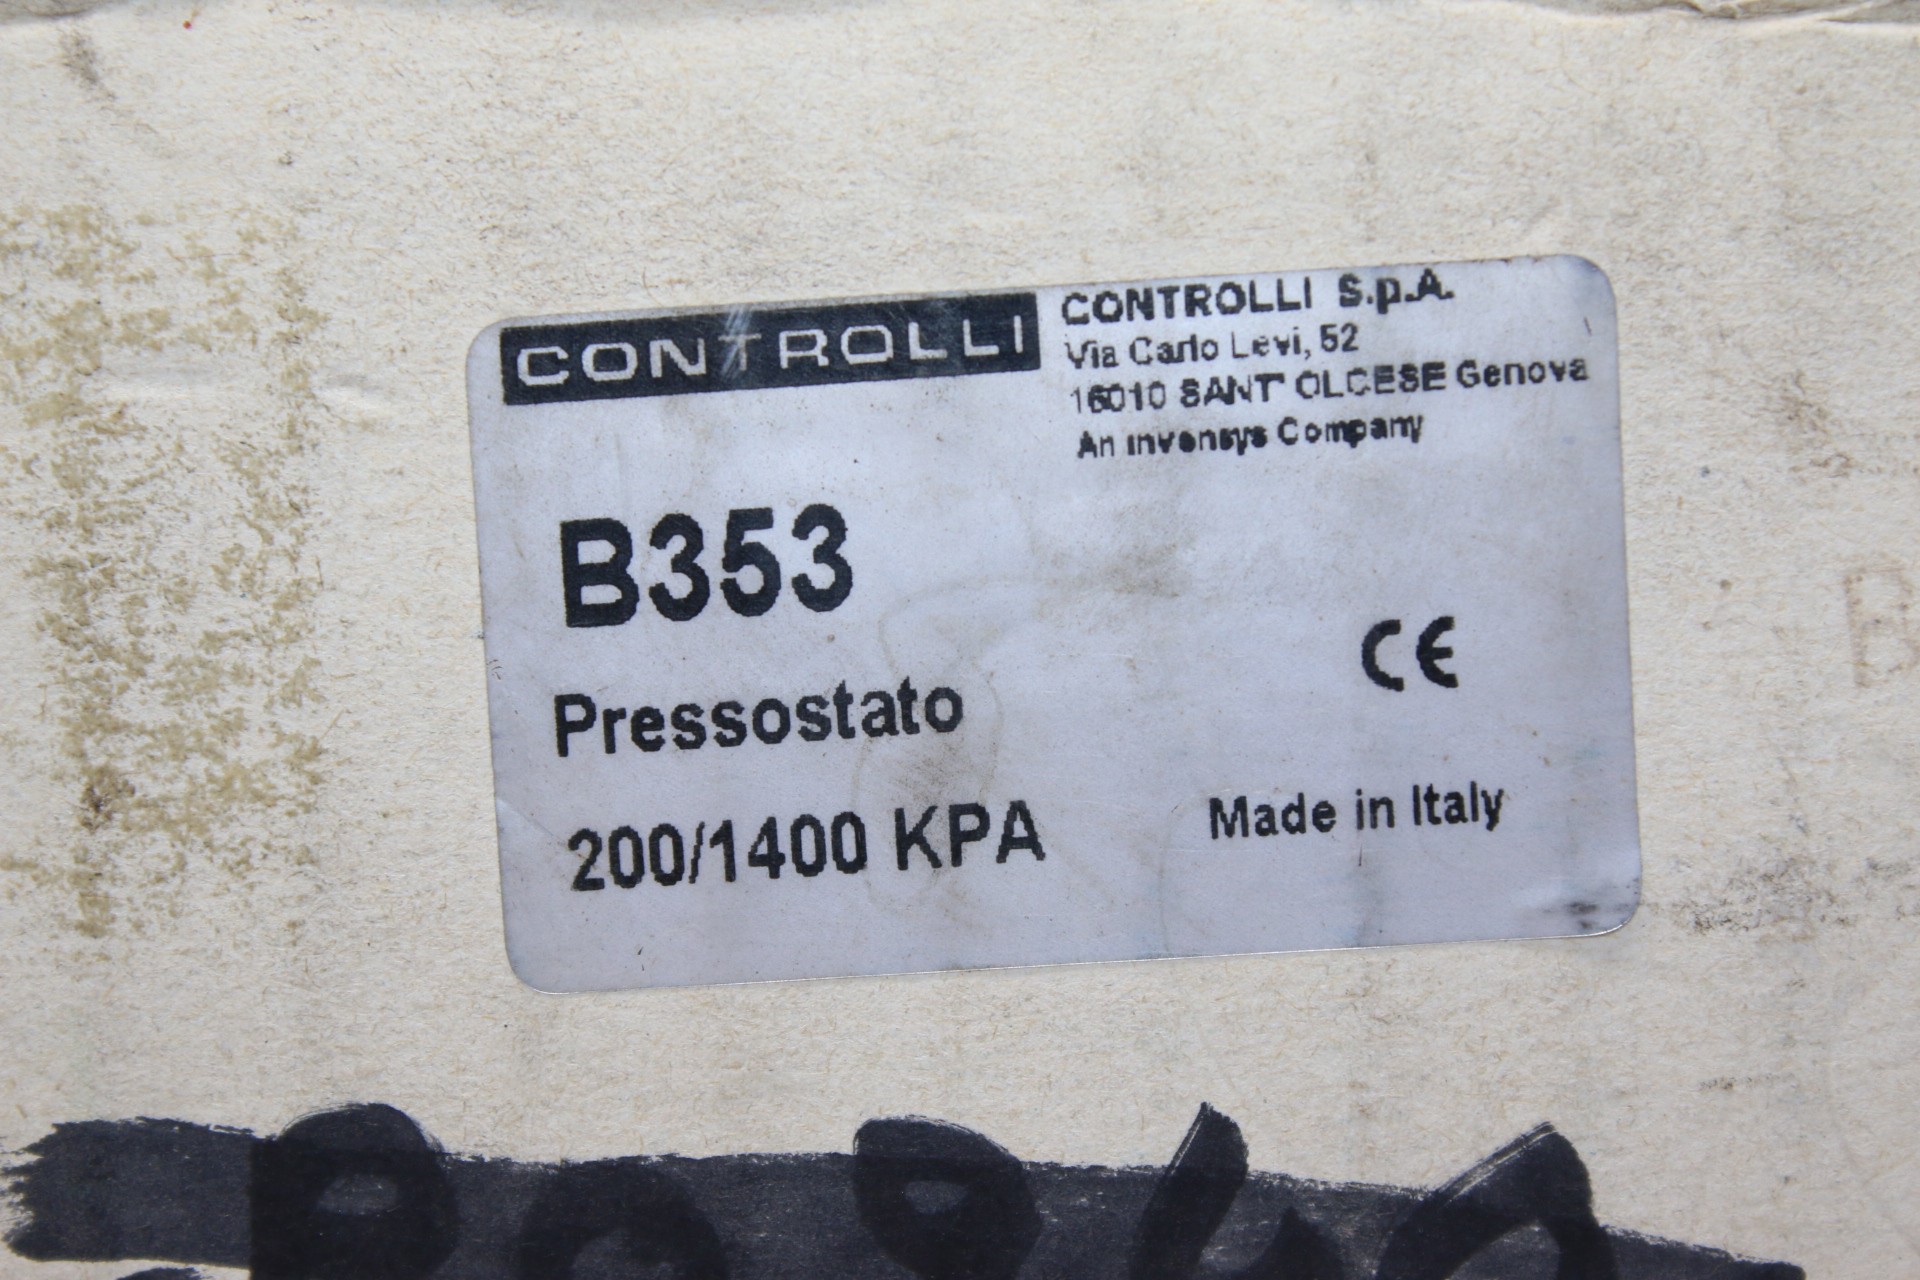 CONTROLLI
CONTROLLI S.p.A.
Via Carlo Levi, 52
16010 SANT' OLCESE Genova
An Invensys Company
B353
CE
Pressostato
200/1400 KPA
Made in Italy
B